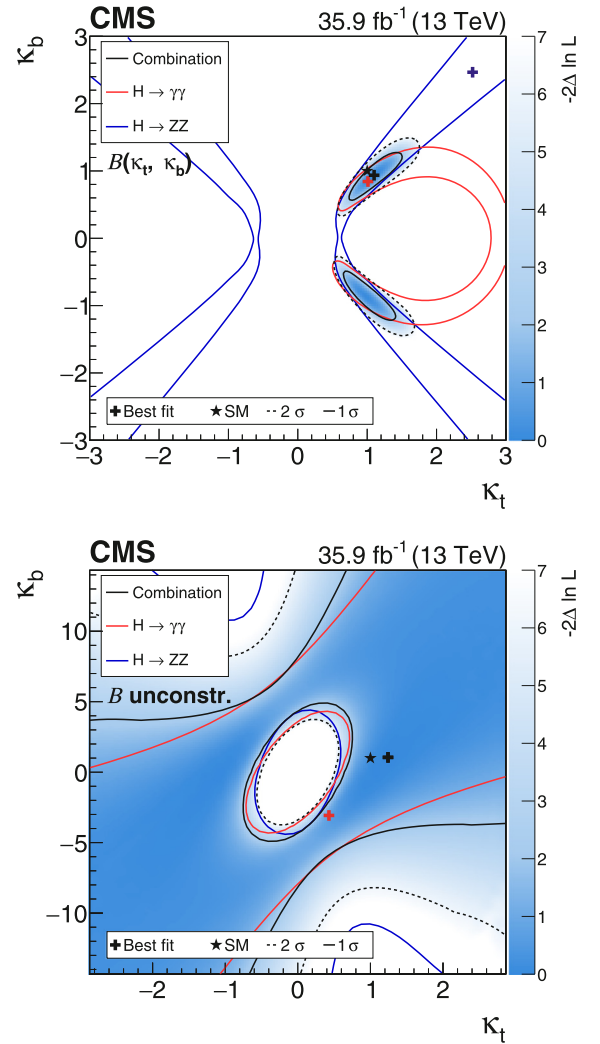 CMS 35.9 fb⁻¹ (13 TeV)
κb
3
2
1
0
−1
−2
−3
Combination
H → γγ
H → ZZ
B(κt, κb)
Best fit SM 2 σ 1 σ
−3 −2 −1 0 1 2 3
κt
7
6
5
4
3
2
1
0
-2Δ ln L
CMS 35.9 fb⁻¹ (13 TeV)
κb
10
5
0
−5
−10
Combination
H → γγ
H → ZZ
B unconstr.
Best fit SM 2 σ 1 σ
−2 −1 0 1 2
κt
7
6
5
4
3
2
1
0
-2Δ ln L